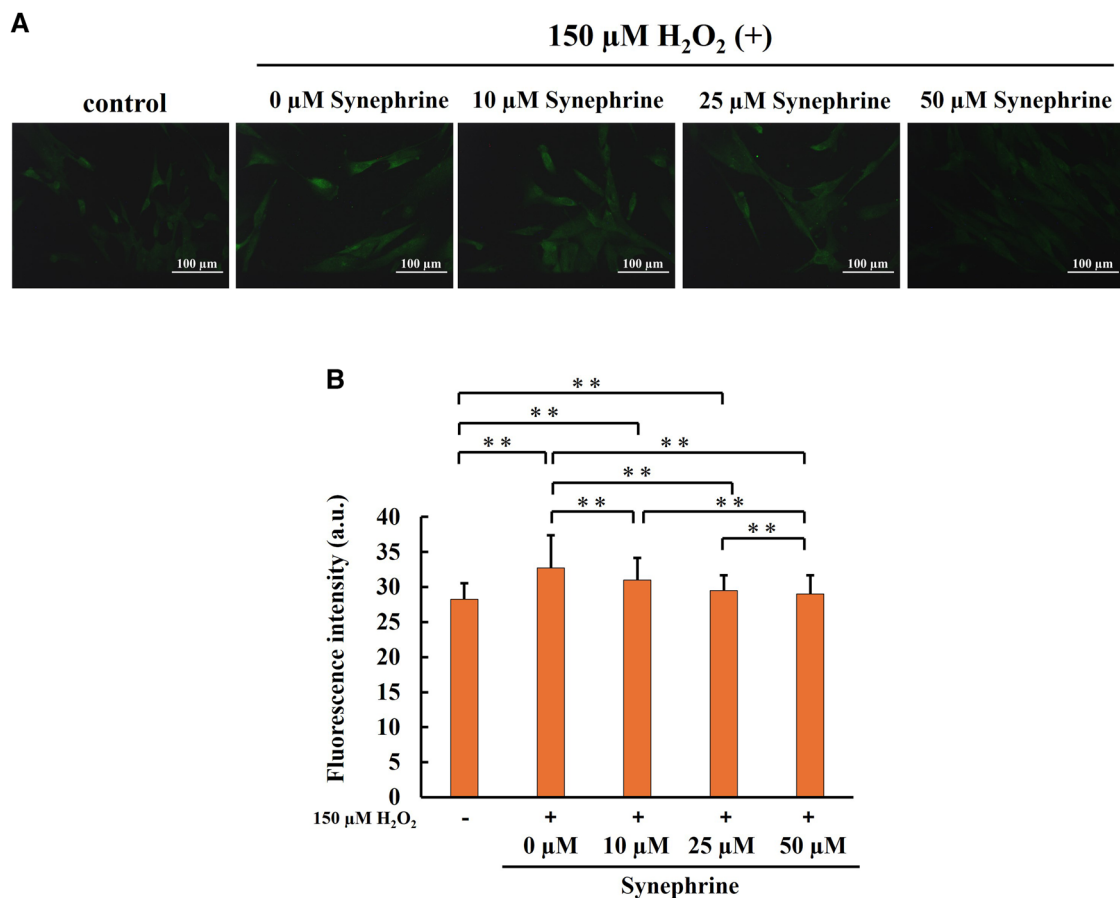 A
150 µM H₂O₂ (+)
control
0 µM Synephrine
10 µM Synephrine
25 µM Synephrine
50 µM Synephrine
100 µm
100 µm
100 µm
100 µm
100 µm
B
* *
* *
* *
* *
* *
* *
* *
* *
Fluorescence intensity (a.u.)
40
35
30
25
20
15
10
5
0
150 µM H₂O₂ - + + + +
0 µM 10 µM 25 µM 50 µM
Synephrine